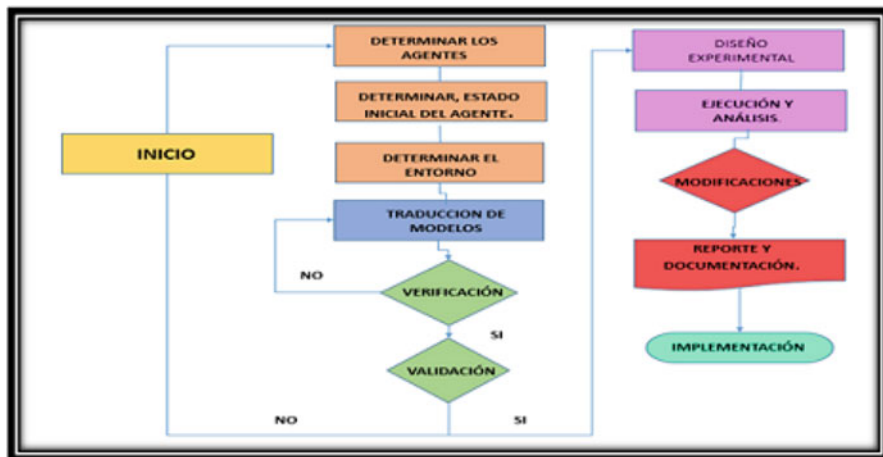 INICIO
DETERMINAR LOS
AGENTES
DETERMINAR, ESTADO
INICIAL DEL AGENTE.
DETERMINAR EL
ENTORNO
TRADUCCION DE
MODELOS
NO
VERIFICACIÓN
SI
VALIDACIÓN
NO
SI
DISEÑO
EXPERIMENTAL
EJECUCIÓN Y
ANÁLISIS.
MODIFICACIONES
REPORTE Y
DOCUMENTACIÓN.
IMPLEMENTACIÓN